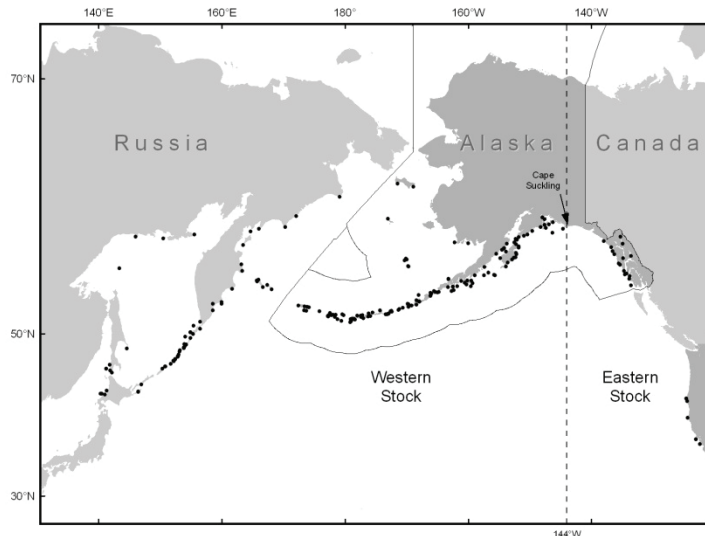 140°E 160°E 180° 160°W 140°W
70°N
Russia Alaska Canada
Cape
Suckling
50°N
Western
Stock
Eastern
Stock
30°N
144°W